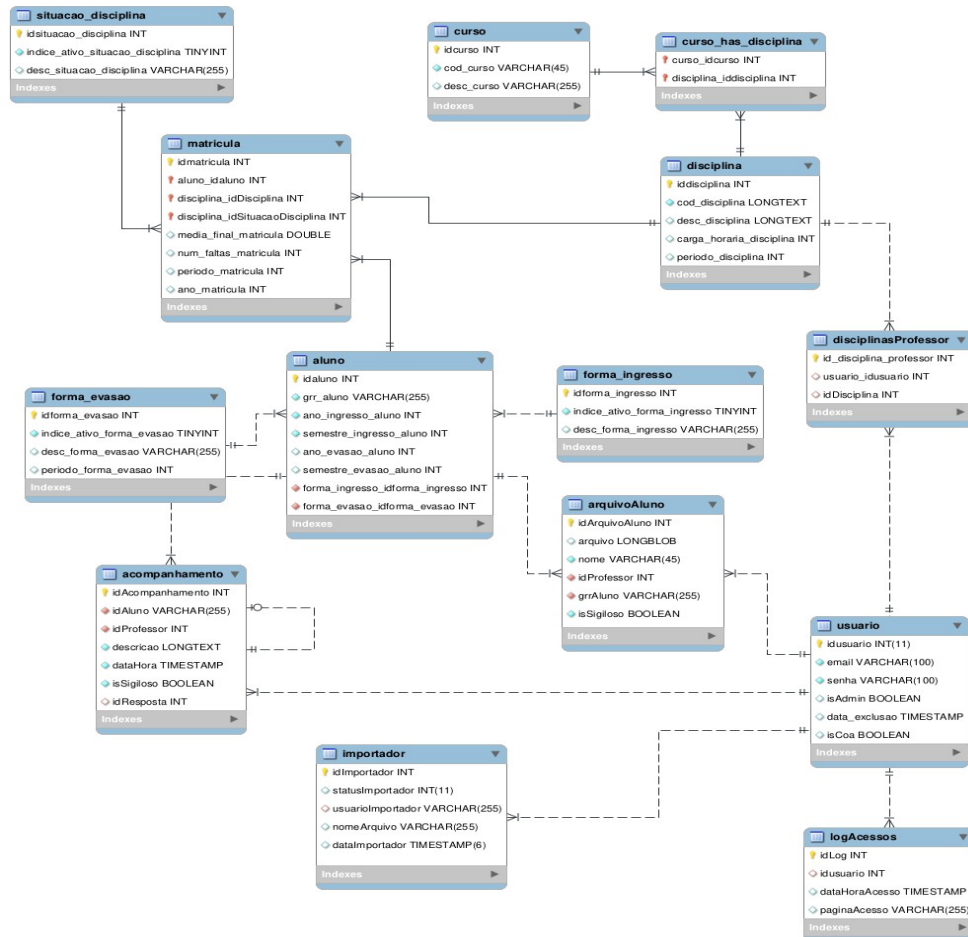 situacao_disciplina
idsituacao_disciplina INT
indice_ativo_situacao_disciplina TINYINT
desc_situacao_disciplina VARCHAR(255)
Indexes
curso
idcurso INT
cod_curso VARCHAR(45)
desc_curso VARCHAR(255)
Indexes
curso_has_disciplina
curso_idcurso INT
disciplina_iddisciplina INT
Indexes
matricula
idmatricula INT
aluno_idaluno INT
disciplina_idDisciplina INT
disciplina_idSituacaoDisciplina INT
media_final_matricula DOUBLE
num_faltas_matricula INT
periodo_matricula INT
ano_matricula INT
Indexes
disciplina
iddisciplina INT
cod_disciplina LONGTEXT
desc_disciplina LONGTEXT
carga_horaria_disciplina INT
periodo_disciplina INT
Indexes
disciplinasProfessor
id_disciplina_professor INT
usuario_idusuario INT
idDisciplina INT
Indexes
aluno
idaluno INT
grr_aluno VARCHAR(255)
ano_ingresso_aluno INT
semestre_ingresso_aluno INT
ano_evasao_aluno INT
semestre_evasao_aluno INT
forma_ingresso_idforma_ingresso INT
forma_evasao_idforma_evasao INT
Indexes
forma_ingresso
idforma_ingresso INT
indice_ativo_forma_ingresso TINYINT
desc_forma_ingresso VARCHAR(255)
Indexes
forma_evasao
idforma_evasao INT
indice_ativo_forma_evasao TINYINT
desc_forma_evasao VARCHAR(255)
periodo_forma_evasao INT
Indexes
arquivoAluno
idArquivoAluno INT
arquivo LONGBLOB
nome VARCHAR(45)
idProfessor INT
grrAluno VARCHAR(255)
isSigiloso BOOLEAN
Indexes
acompanhamento
idAcompanhamento INT
idAluno VARCHAR(255)
idProfessor INT
descricao LONGTEXT
dataHora TIMESTAMP
isSigiloso BOOLEAN
idResposta INT
Indexes
usuario
idusuario INT(11)
email VARCHAR(100)
senha VARCHAR(100)
isAdmin BOOLEAN
data_exclusao TIMESTAMP
isCoa BOOLEAN
Indexes
importador
idImportador INT
statusImportador INT(11)
usuarioImportador VARCHAR(255)
nomeArquivo VARCHAR(255)
dataImportador TIMESTAMP(6)
Indexes
logAcessos
idLog INT
idusuario INT
dataHoraAcesso TIMESTAMP
paginaAcesso VARCHAR(255)
Indexes